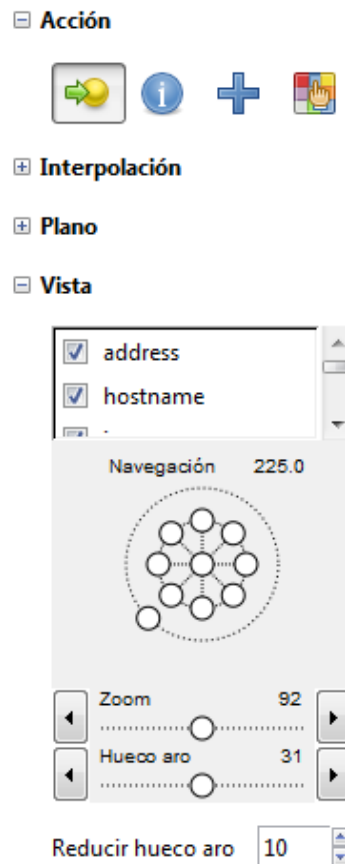 Acción
Interpolación
Plano
Vista
address
hostname
Navegación 225.0
Zoom 92
Hueco aro 31
Reducir hueco aro 10